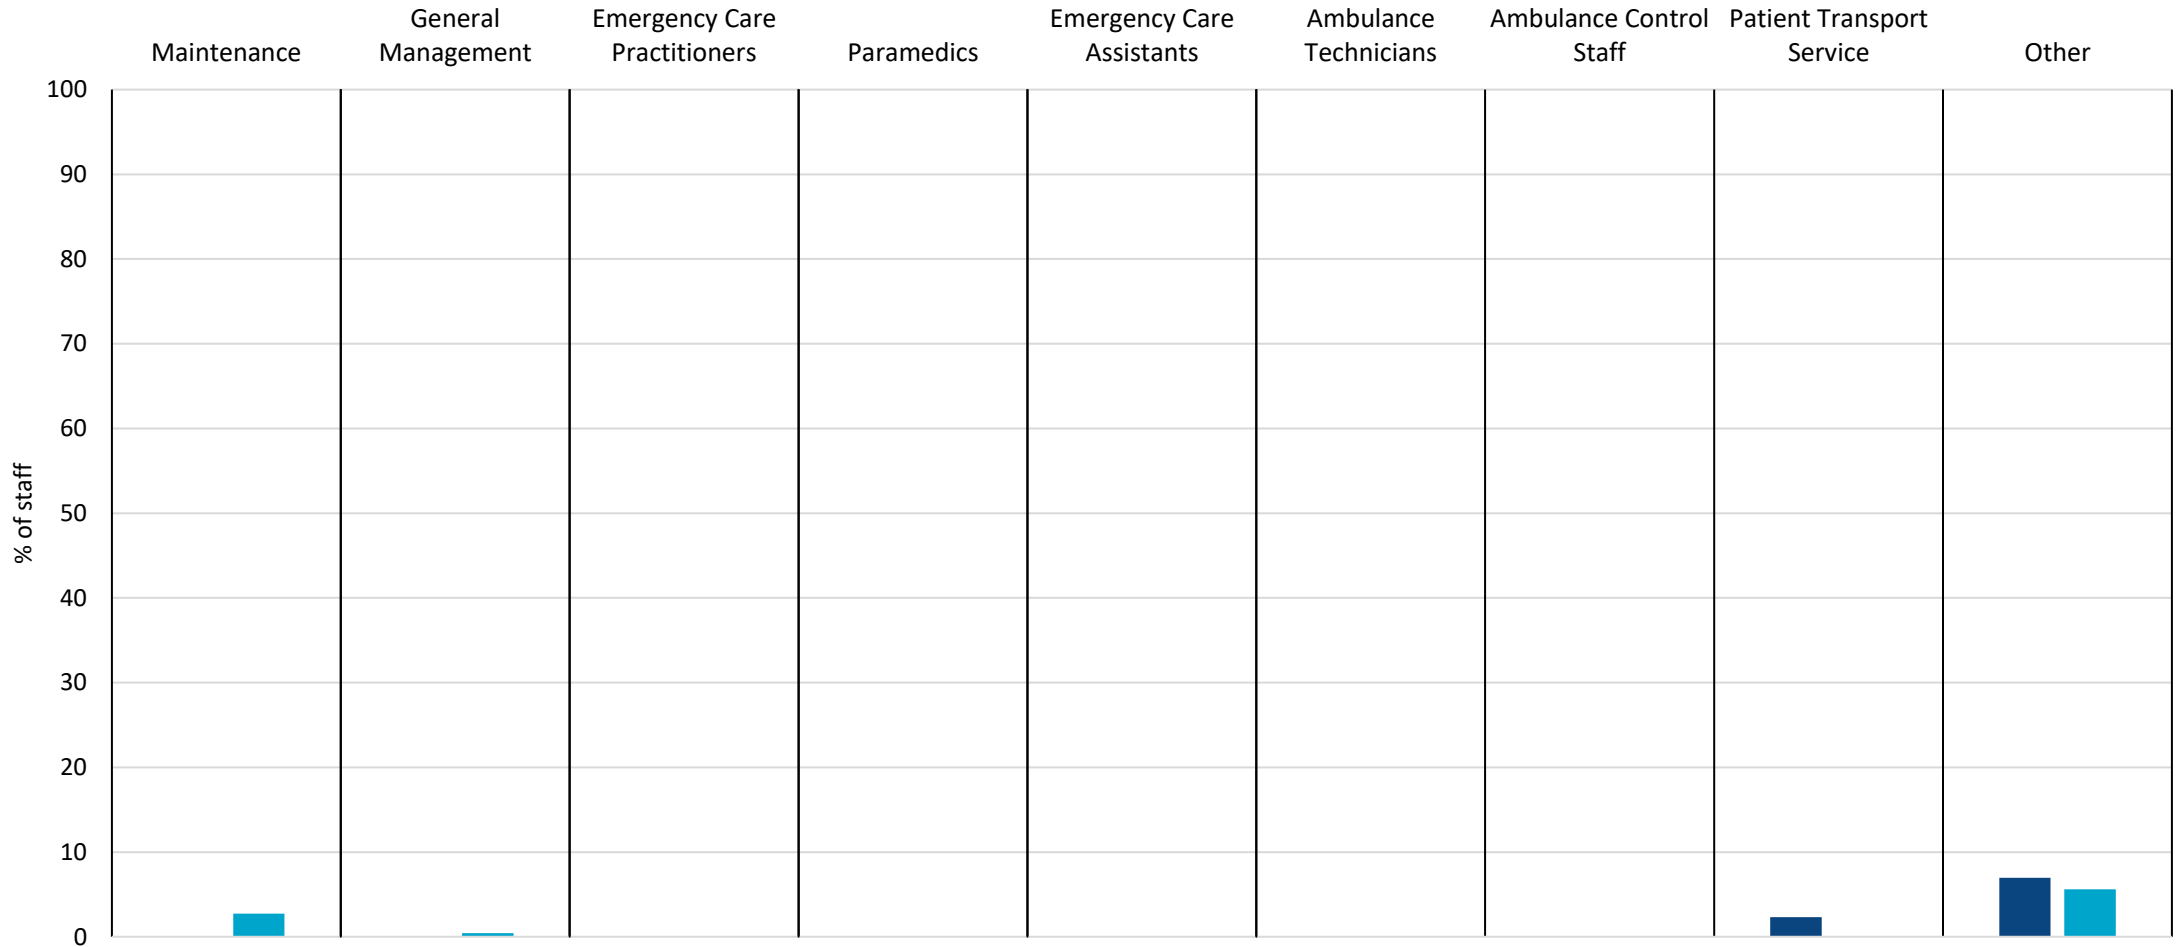 Maintenance
General
Management
Emergency Care
Practitioners
Paramedics
Emergency Care
Assistants
Ambulance
Technicians
Ambulance Control
Staff
Patient Transport
Service
Other
% of staff
100
90
80
70
60
50
40
30
20
10
0